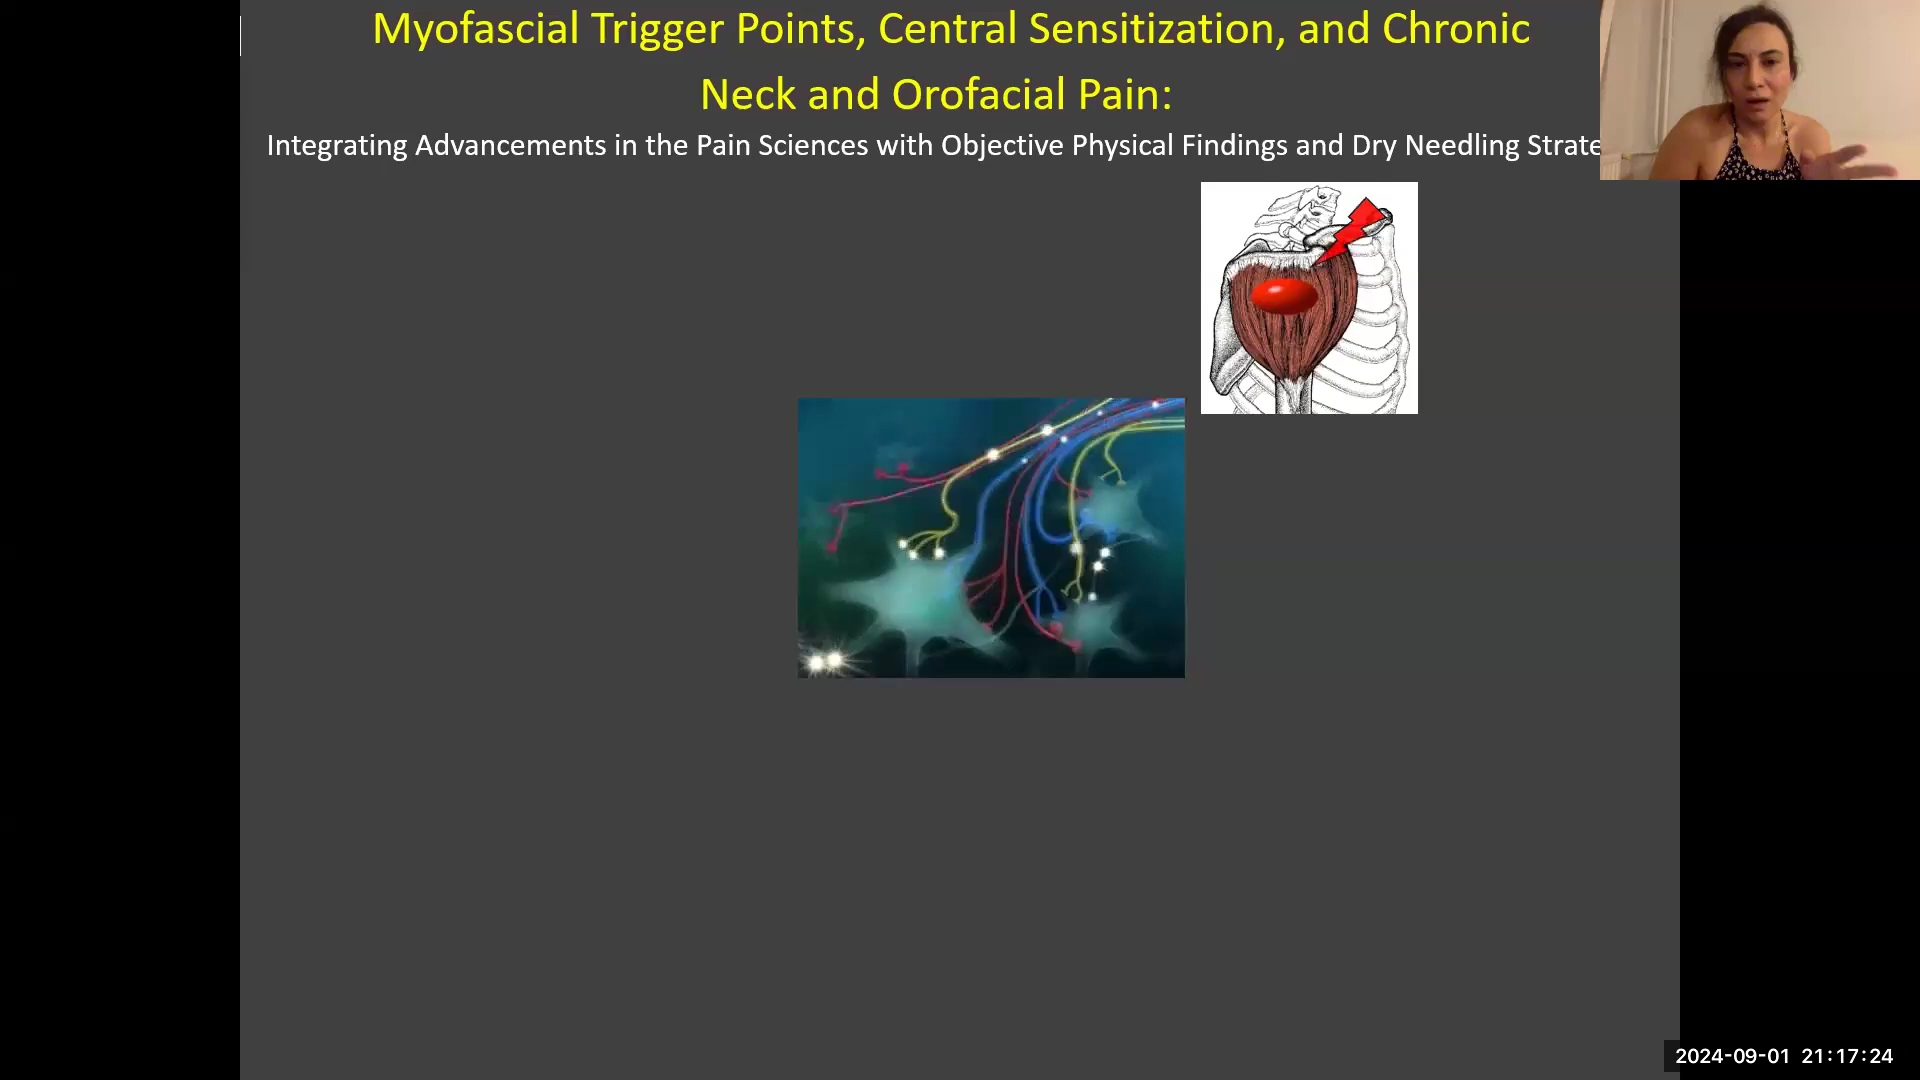 Myofascial Trigger Points, Central Sensitization, and Chronic
Neck and Orofacial Pain:
Integrating Advancements in the Pain Sciences with Objective Physical Findings and Dry Needling Strate
2024-09-01 21:17:24